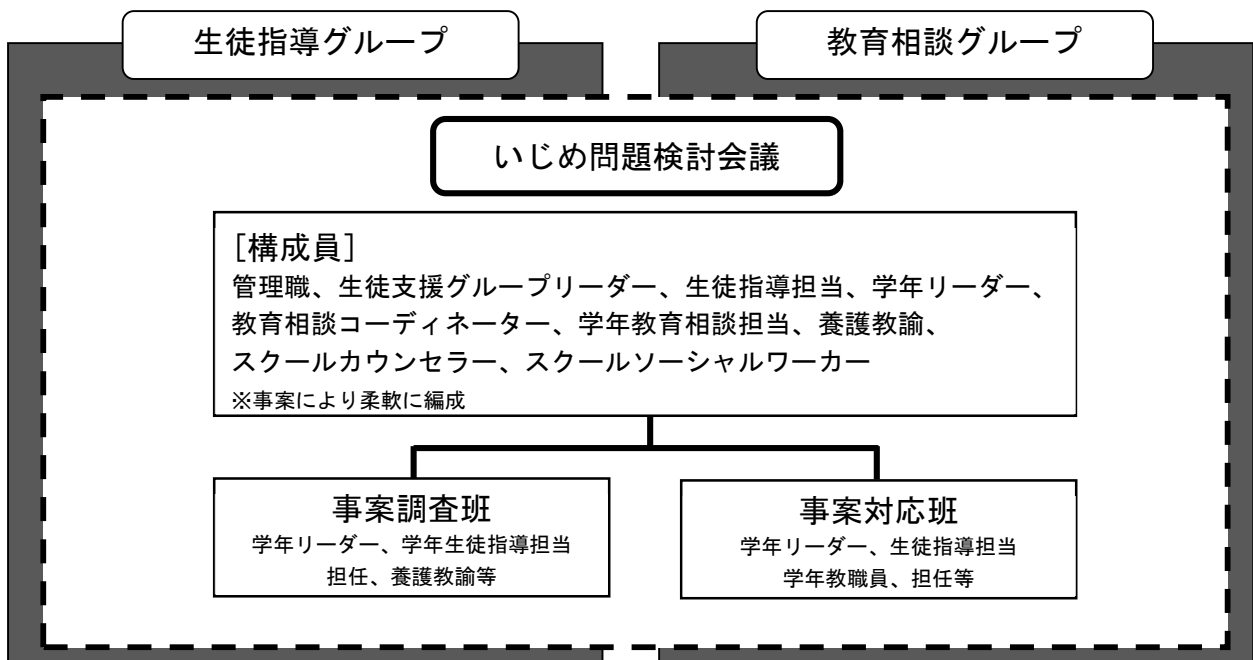 生徒指導グループ
教育相談グループ
いじめ問題検討会議
[構成員]
管理職、生徒支援グループリーダー、生徒指導担当、学年リーダー、
教育相談コーディネーター、学年教育相談担当、養護教諭、
スクールカウンセラー、スクールソーシャルワーカー
※事案により柔軟に編成
事案調査班
学年リーダー、学年生徒指導担当
担任、養護教諭等
事案対応班
学年リーダー、生徒指導担当
学年教職員、担任等